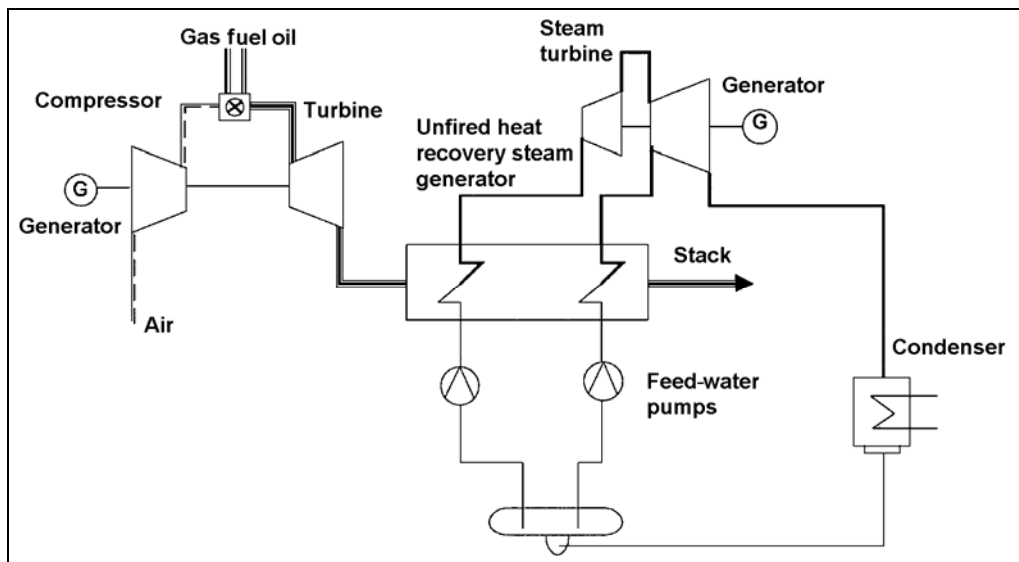 Gas fuel oil
Compressor
Turbine
G
Generator
Air
Steam
turbine
Generator
G
Unfired heat
recovery steam
generator
Stack
Condenser
Feed-water
pumps